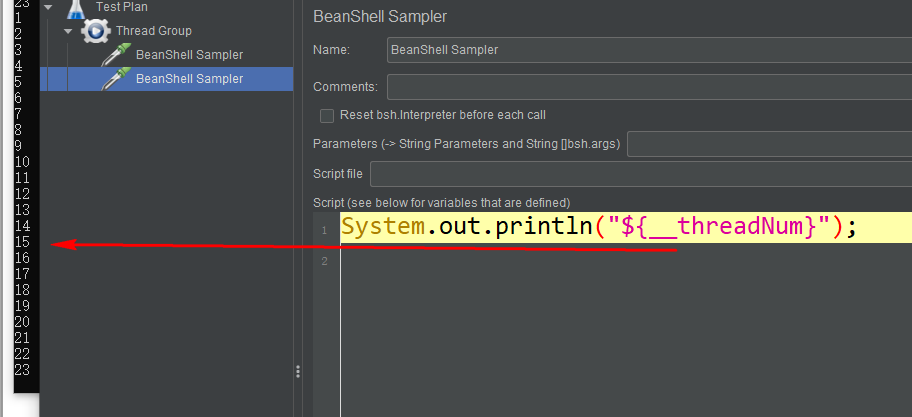 23
1
2
3
4
5
6
7
8
9
10
11
12
13
14
15
16
17
18
19
20
21
22
23
Test Plan
Thread Group
BeanShell Sampler
BeanShell Sampler
BeanShell Sampler
Name: BeanShell Sampler
Comments:
Reset bsh.Interpreter before each call
Parameters (-> String Parameters and String []bsh.args)
Script file
Script (see below for variables that are defined)
1 System.out.println("${__threadNum}");
2